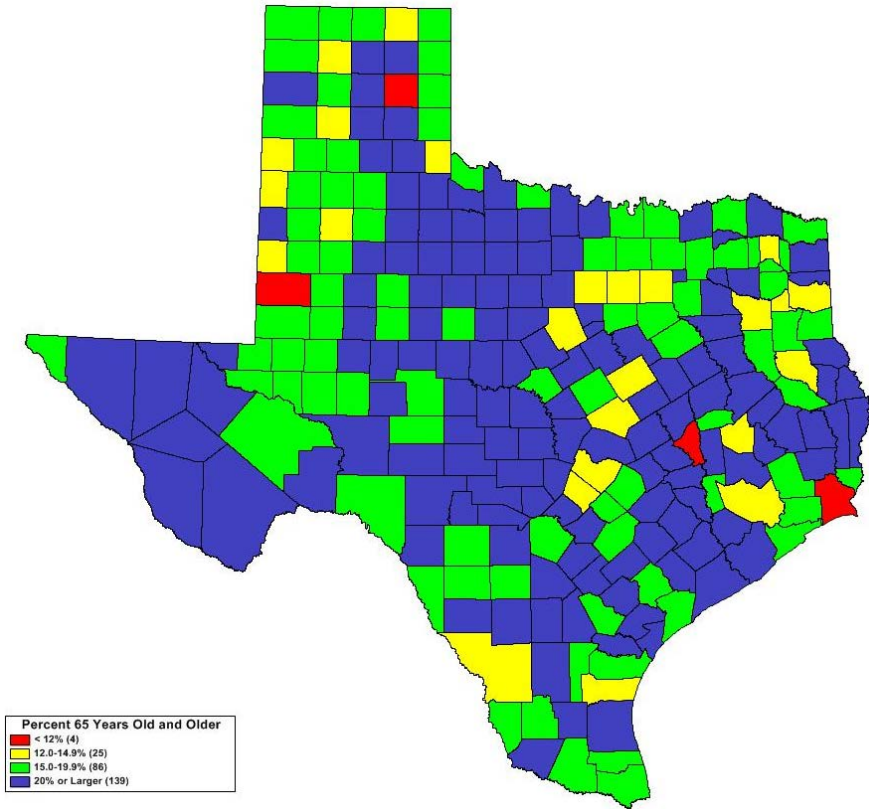 Percent 65 Years Old and Older
< 12% (4)
12.0-14.9% (25)
15.0-19.9% (86)
20% or Larger (139)